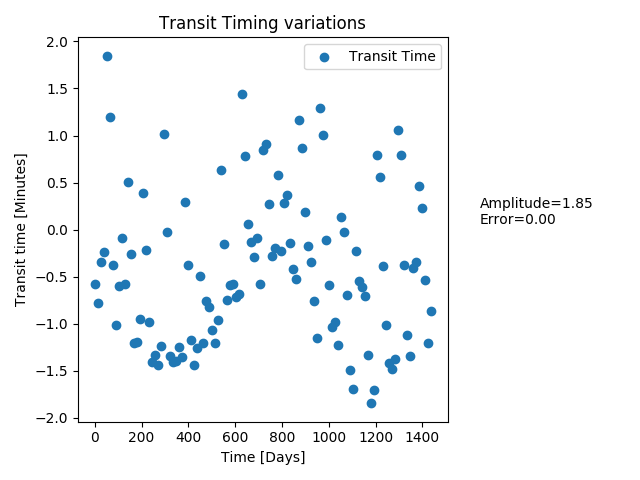 Transit Timing variations
Transit Time
2.0
1.5
1.0
0.5
0.0
−0.5
−1.0
−1.5
−2.0
Transit time [Minutes]
Amplitude=1.85
Error=0.00
0 200 400 600 800 1000 1200 1400
Time [Days]